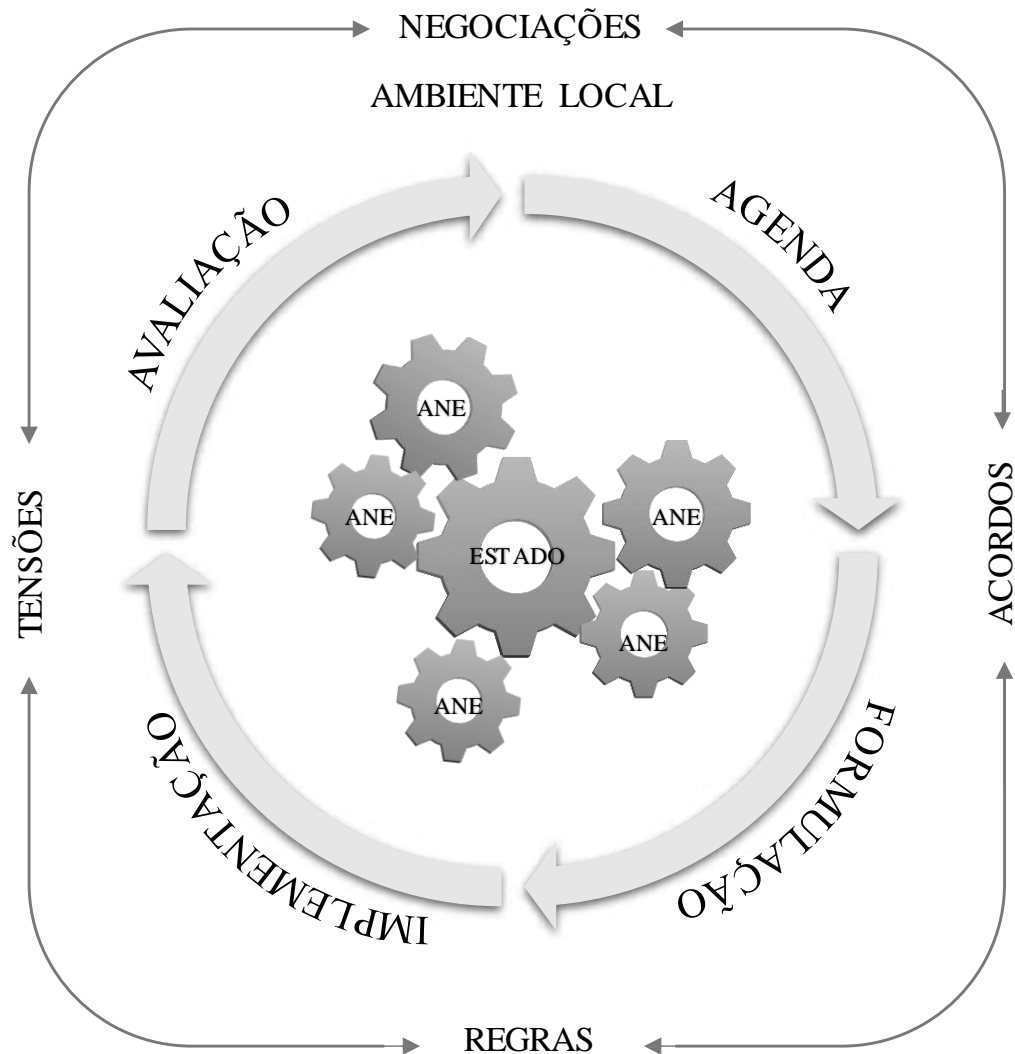 NEGOCIAÇÕES
AMBIENTE LOCAL
AVALIAÇÃO
AGENDA
ANE
ANE
ANE
ESTADO
ANE
ANE
TENSÕES
ACORDOS
IMPLEMENTAÇÃO
FORMULAÇÃO
REGRAS